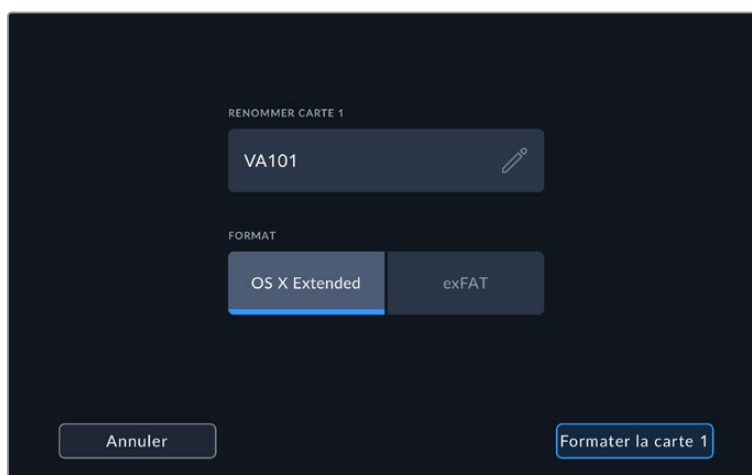 RENOMMER CARTE 1
VA101
FORMAT
OS X Extended
exFAT
Annuler
Formater la carte 1